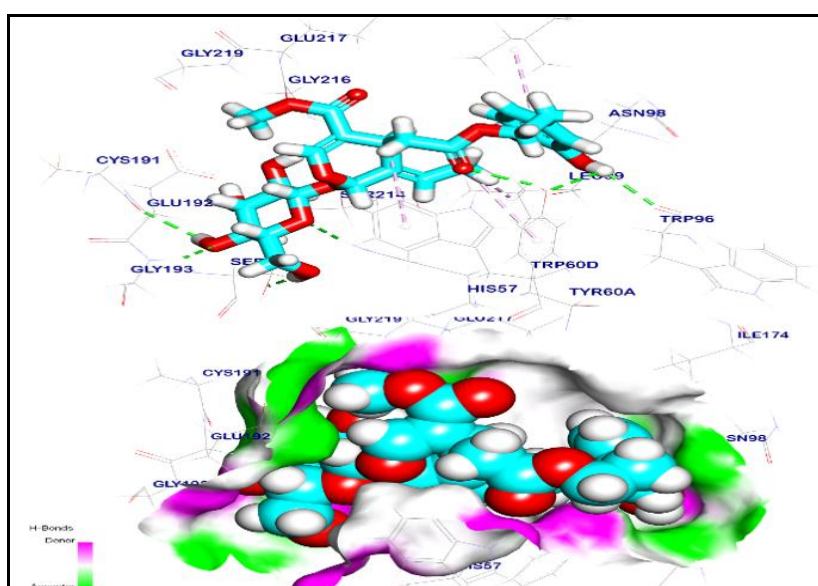 GLU217
GLY219
GLY216
ASN98
CYS191
GLU192
TRP96
GLY193
TRP60D
HIS57
TYR60A
GLY219
GLU217
ILE174
CYS191
GLU192
SN98
H-Bonds
Donor
HIS57